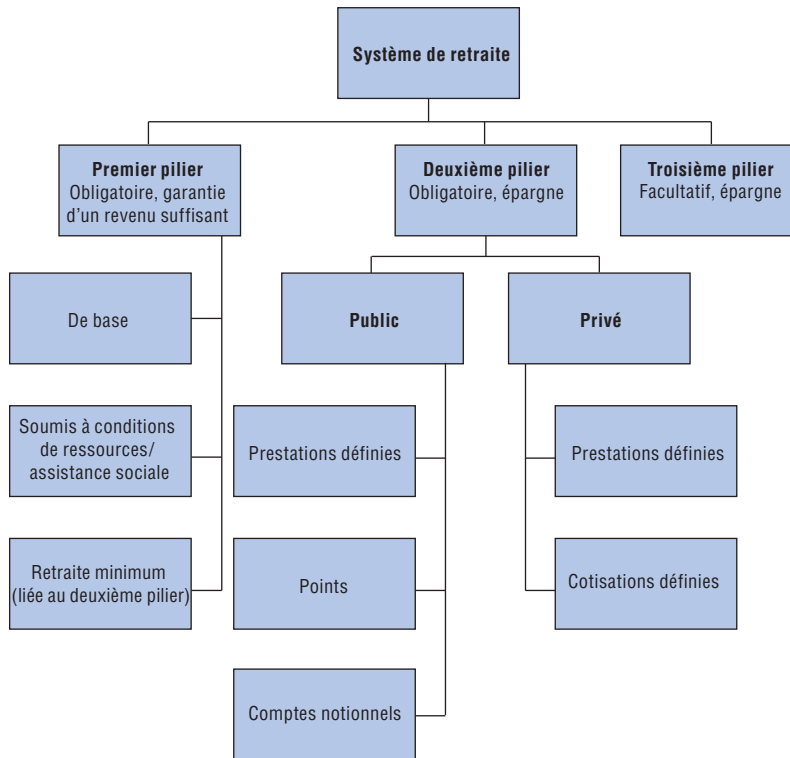 Système de retraite
Premier pilier
Obligatoire, garantie
d'un revenu suffisant
Deuxième pilier
Obligatoire, épargne
Troisième pilier
Facultatif, épargne
De base
Public
Privé
Soumis à conditions
de ressources/
assistance sociale
Prestations définies
Prestations définies
Retraite minimum
(liée au deuxième pilier)
Points
Cotisations définies
Comptes notionnels